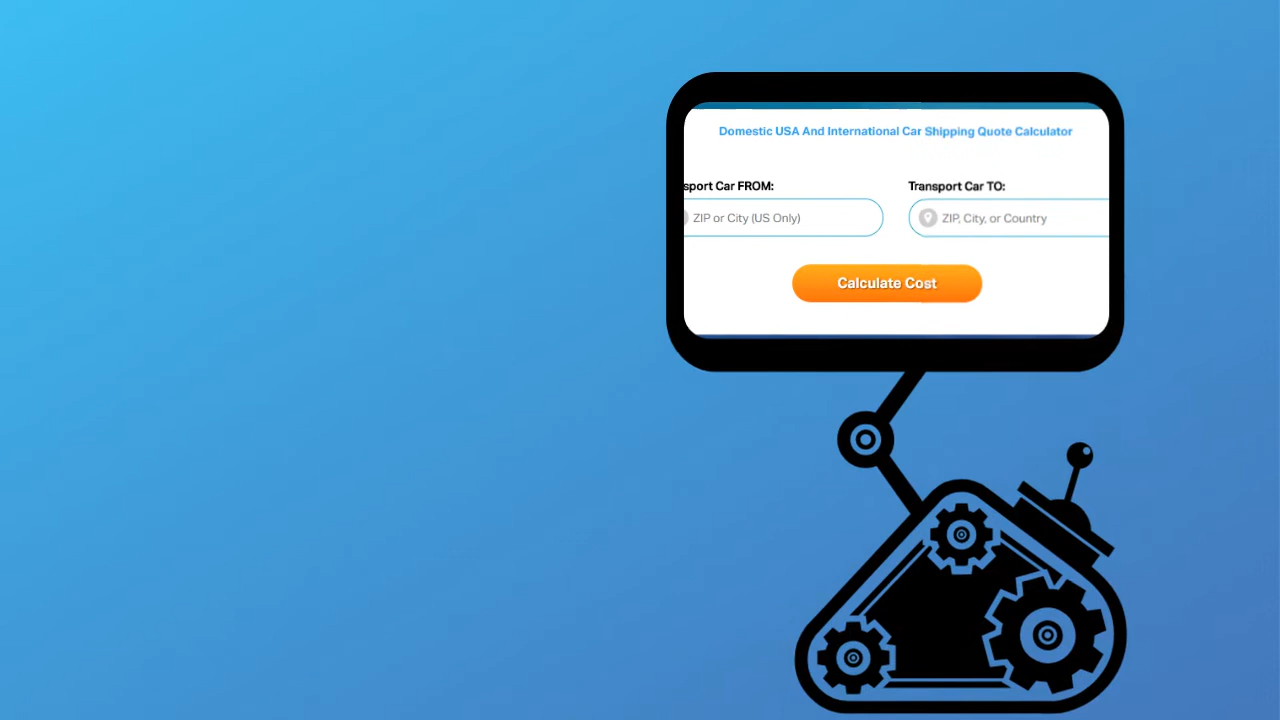 Domestic USA And International Car Shipping Quote Calculator
sport Car FROM: Transport Car TO:
ZIP or City (US Only) ZIP, City, or Country
Calculate Cost